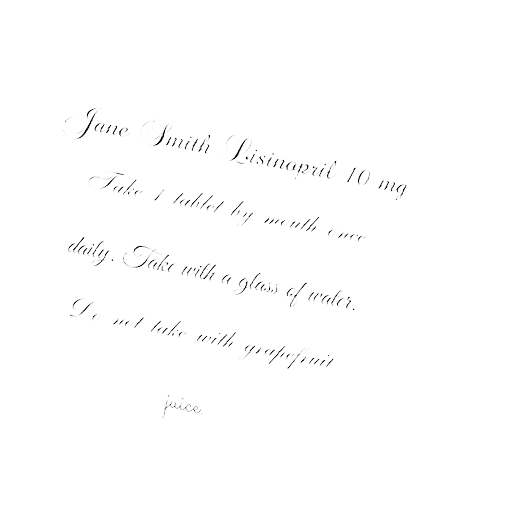 Jane Smith Lisinopril 10 mg
Take 1 tablet by mouth once
daily. Take with a glass of water.
Do not take with grapefruit
juice.